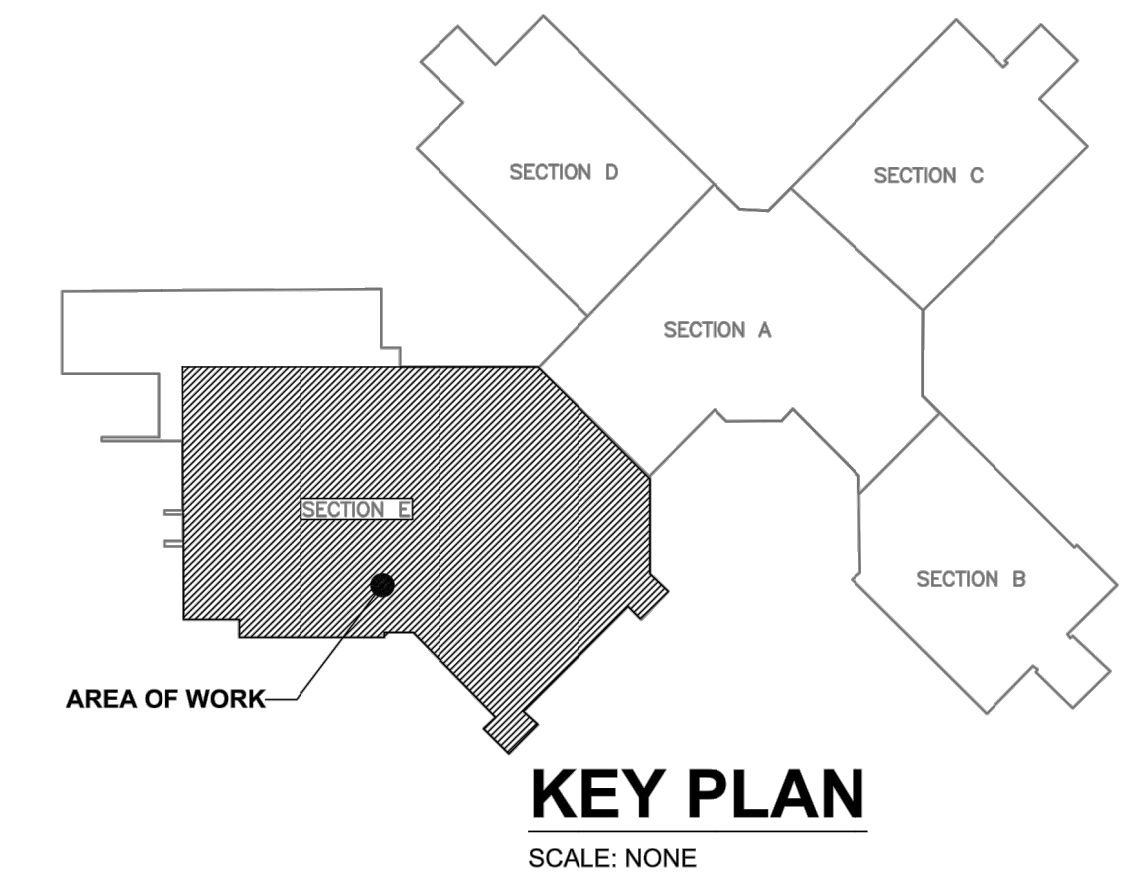 SECTION D
SECTION C
SECTION A
SECTION E
SECTION B
AREA OF WORK
KEY PLAN
SCALE: NONE